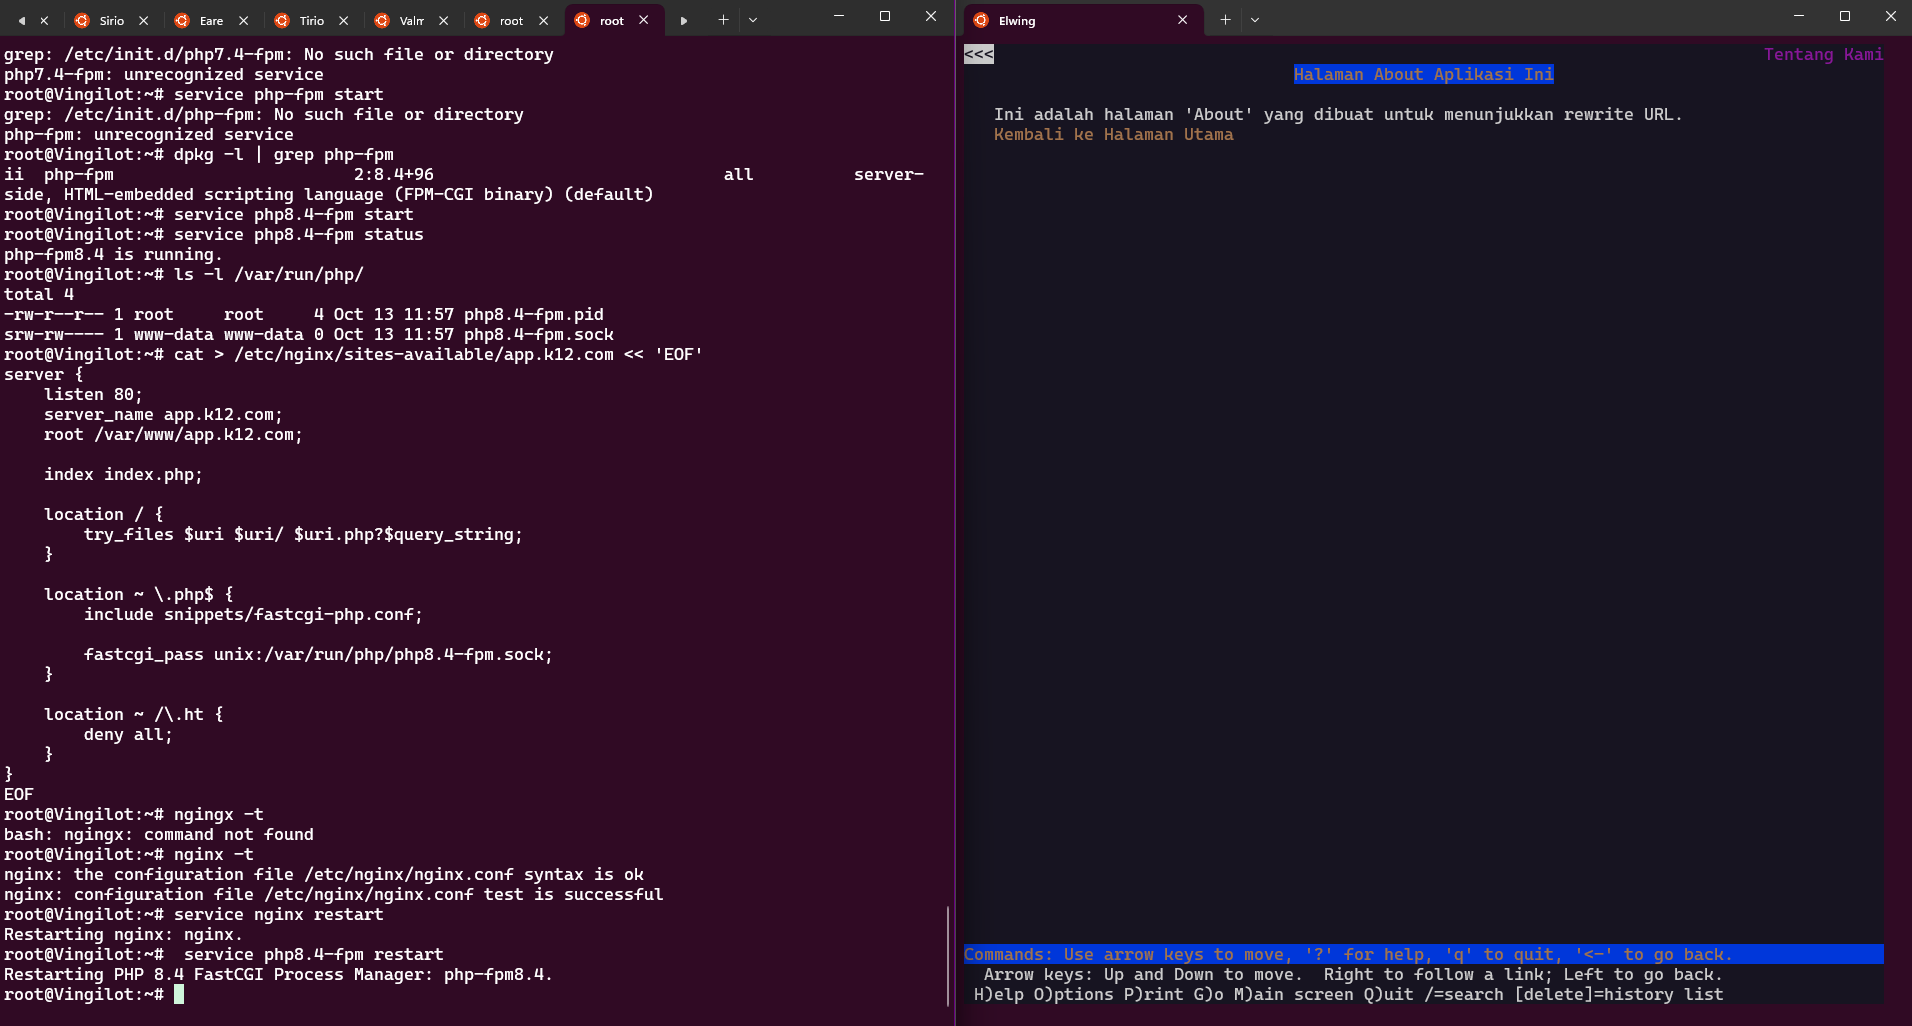 Sirio
Eare
Tirio
Valm
root
root
grep: /etc/init.d/php7.4-fpm: No such file or directory
php7.4-fpm: unrecognized service
root@Vingilot:~# service php-fpm start
grep: /etc/init.d/php-fpm: No such file or directory
php-fpm: unrecognized service
root@Vingilot:~# dpkg -l | grep php-fpm
ii  php-fpm                        2:8.4+96                             all          server-
side, HTML-embedded scripting language (FPM-CGI binary) (default)
root@Vingilot:~# service php8.4-fpm start
root@Vingilot:~# service php8.4-fpm status
php-fpm8.4 is running.
root@Vingilot:~# ls -l /var/run/php/
total 4
-rw-r--r-- 1 root     root     4 Oct 13 11:57 php8.4-fpm.pid
srw-rw---- 1 www-data www-data 0 Oct 13 11:57 php8.4-fpm.sock
root@Vingilot:~# cat > /etc/nginx/sites-available/app.k12.com << 'EOF'
server {
    listen 80;
    server_name app.k12.com;
    root /var/www/app.k12.com;
    index index.php;
    location / {
        try_files $uri $uri/ $uri.php?$query_string;
    }
    location ~ \.php$ {
        include snippets/fastcgi-php.conf;
        fastcgi_pass unix:/var/run/php/php8.4-fpm.sock;
    }
    location ~ /\.ht {
        deny all;
    }
}
EOF
root@Vingilot:~# ngingx -t
bash: ngingx: command not found
root@Vingilot:~# nginx -t
nginx: the configuration file /etc/nginx/nginx.conf syntax is ok
nginx: configuration file /etc/nginx/nginx.conf test is successful
root@Vingilot:~# service nginx restart
Restarting nginx: nginx.
root@Vingilot:~#  service php8.4-fpm restart
Restarting PHP 8.4 FastCGI Process Manager: php-fpm8.4.
root@Vingilot:~#
Elwing
<<<
Tentang Kami
Halaman About Aplikasi Ini
Ini adalah halaman 'About' yang dibuat untuk menunjukkan rewrite URL.
Kembali ke Halaman Utama
Commands: Use arrow keys to move, '?' for help, 'q' to quit, '<-' to go back.
Arrow keys: Up and Down to move.  Right to follow a link; Left to go back.
H)elp O)ptions P)rint G)o M)ain screen Q)uit /=search [delete]=history list